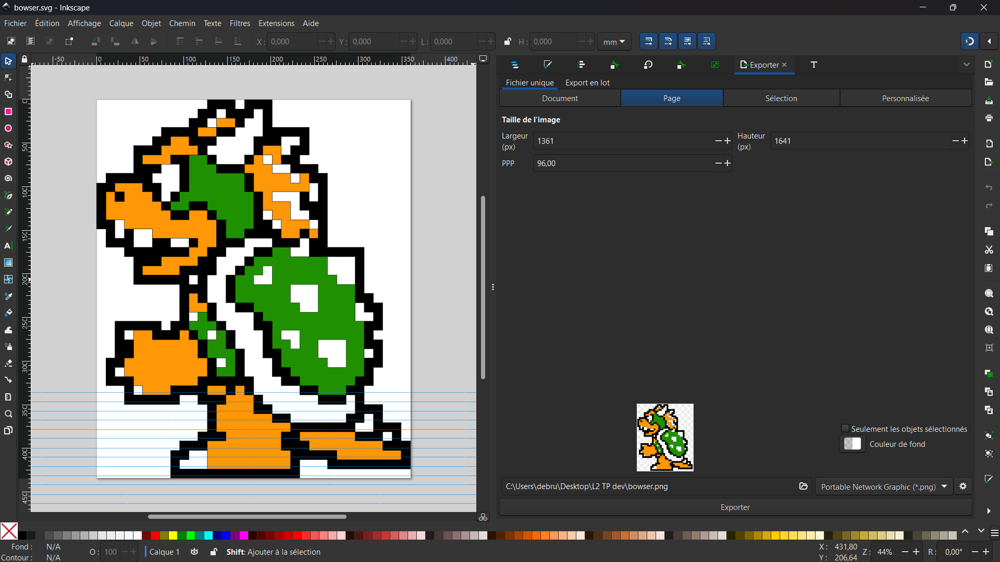 bowser.svg - Inkscape
Fichier Édition Affichage Calque Objet Chemin Texte Filtres Extensions Aide
X: 0,000 Y: 0,000 L: 0,000 H: 0,000 mm
-50 0 50 100 150 200 250 300 350 400
Exporter
Fichier unique Export en lot
Document Page Sélection Personnalisée
Taille de l'image
Largeur (px) 1361 Hauteur (px) 1641
PPP 96,00
0
50
100
150
200
250
300
350
400
450
Seulement les objets sélectionnés
Couleur de fond
C:\Users\debru\Desktop\L2 TP dev\bowser.png Portable Network Graphic (*.png)
Exporter
Fond : N/A
Contour : N/A
O: 100 Calque 1 Shift: Ajouter à la sélection
X: 431,80
Y: 206,64
Z: 44% R: 0,00°